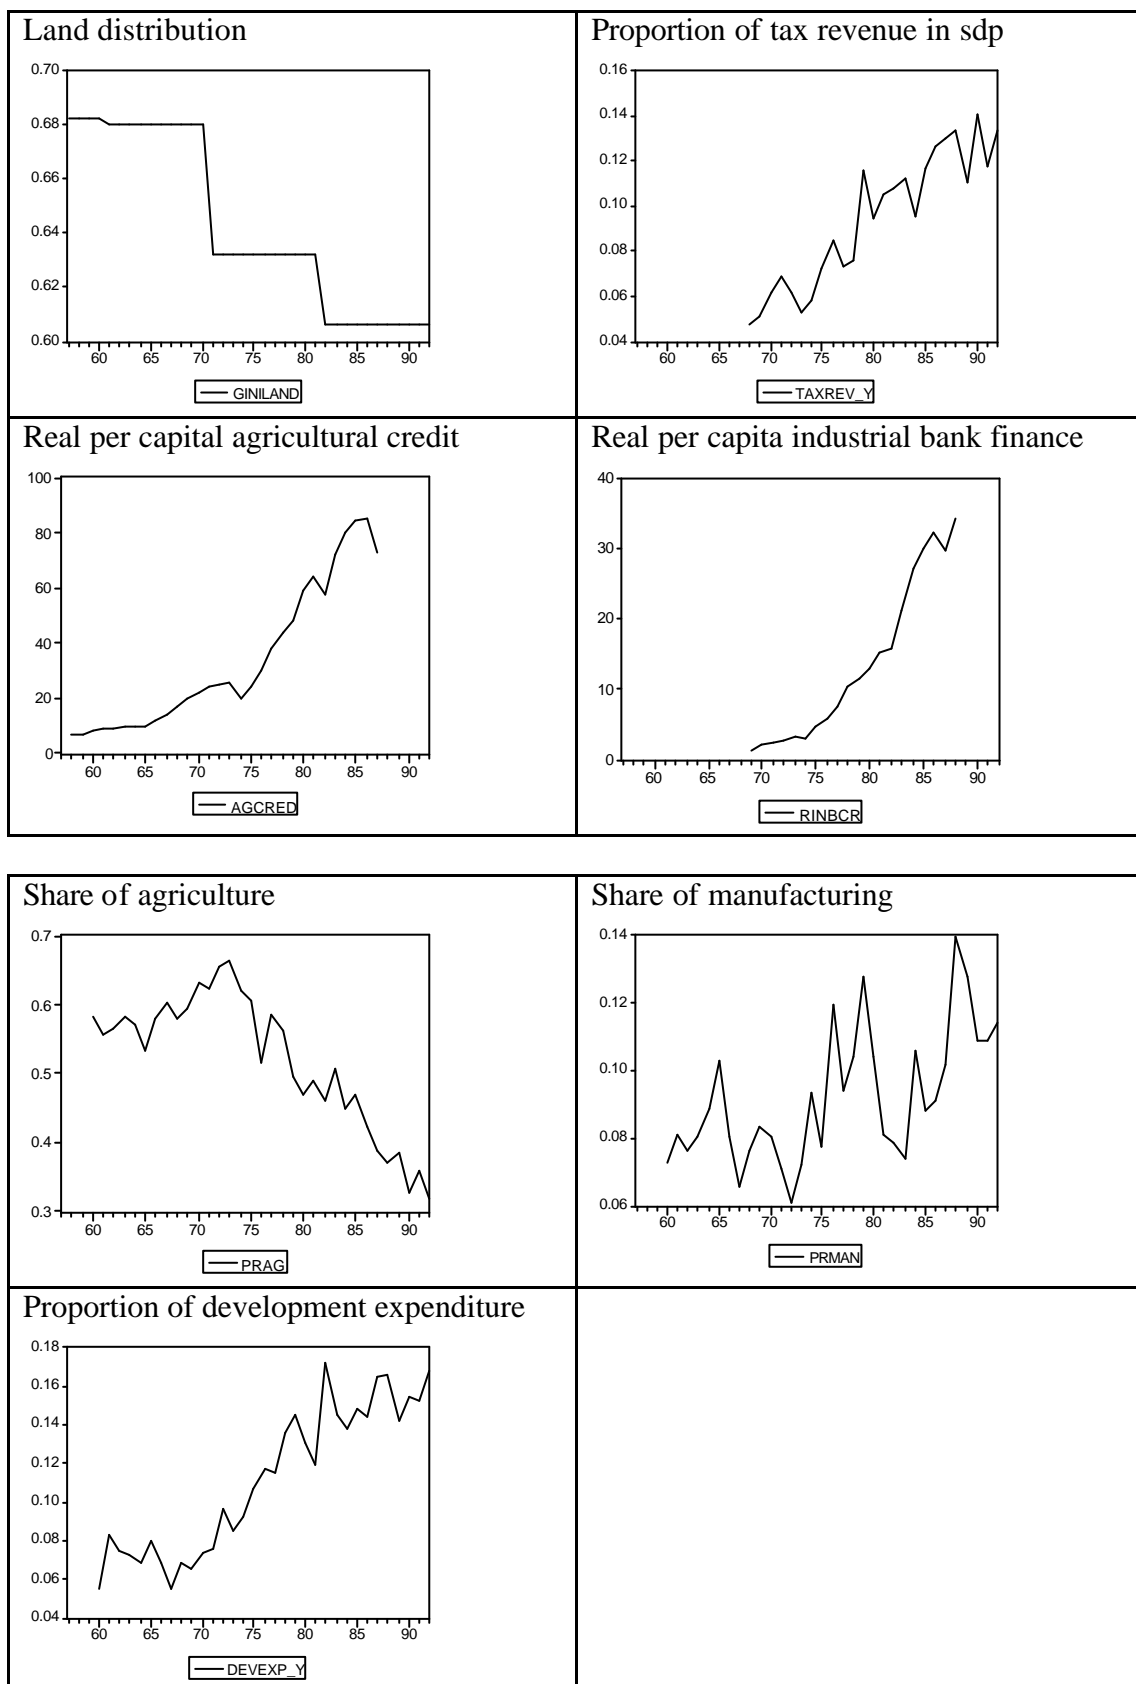 Land distribution
0.70
0.68
0.66
0.64
0.62
0.60
60 65 70 75 80 85 90
GINILAND
Proportion of tax revenue in sdp
0.16
0.14
0.12
0.10
0.08
0.06
0.04
60 65 70 75 80 85 90
TAXREV_Y
Real per capital agricultural credit
100
80
60
40
20
0
60 65 70 75 80 85 90
AGCRED
Real per capita industrial bank finance
40
30
20
10
0
60 65 70 75 80 85 90
RINBCR
Share of agriculture
0.7
0.6
0.5
0.4
0.3
60 65 70 75 80 85 90
PRAG
Share of manufacturing
0.14
0.12
0.10
0.08
0.06
60 65 70 75 80 85 90
PRMAN
Proportion of development expenditure
0.18
0.16
0.14
0.12
0.10
0.08
0.06
0.04
60 65 70 75 80 85 90
DEVEXP_Y